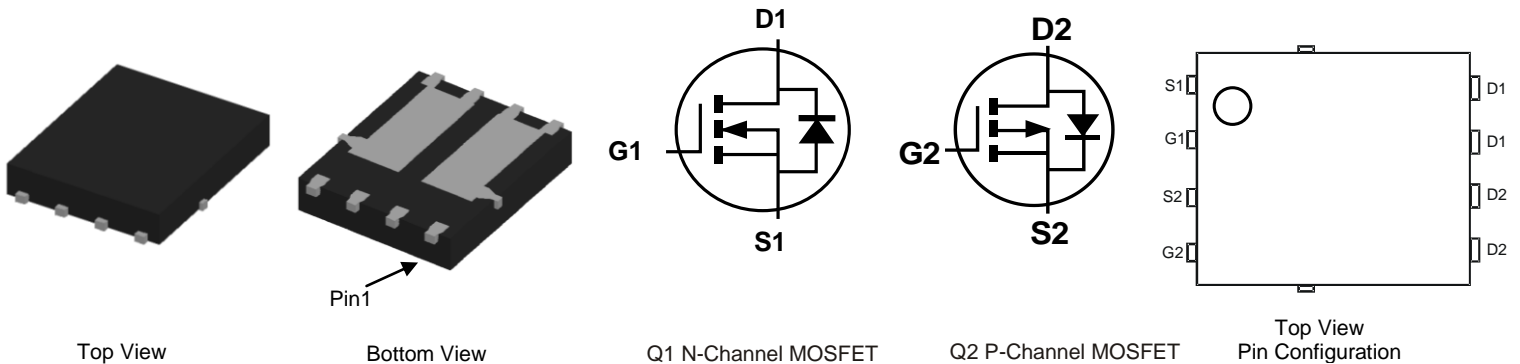 Pin1
Top View
Bottom View
D1
G1
S1
Q1 N-Channel MOSFET
D2
G2
S2
Q2 P-Channel MOSFET
S1
G1
S2
G2
D1
D1
D2
D2
Top View
Pin Configuration